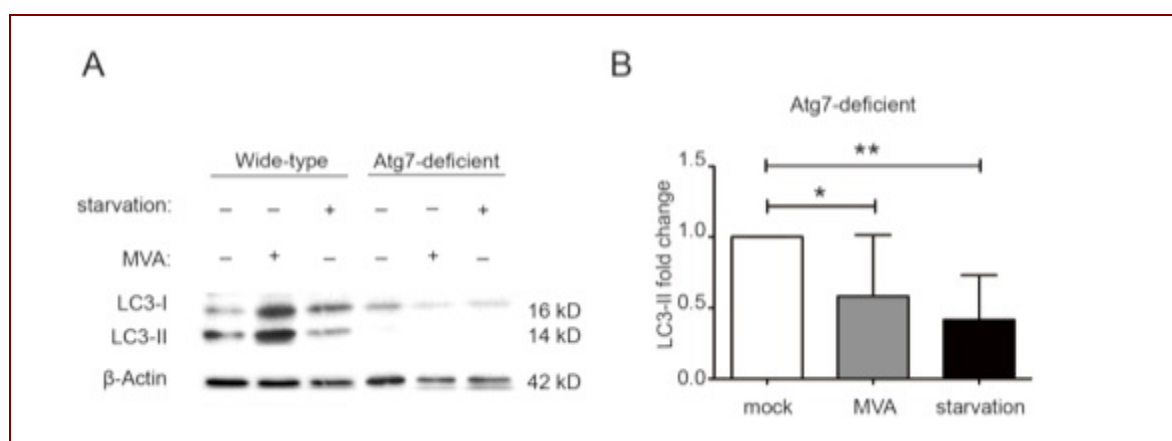 A
Wide-type Atg7-deficient
starvation: – – + – – +
MVA: – + – – + –
LC3-I 16 kD
LC3-II 14 kD
β-Actin 42 kD
B
Atg7-deficient
LC3-II fold change
1.5
1.0
0.5
0.0
**
*
mock MVA starvation